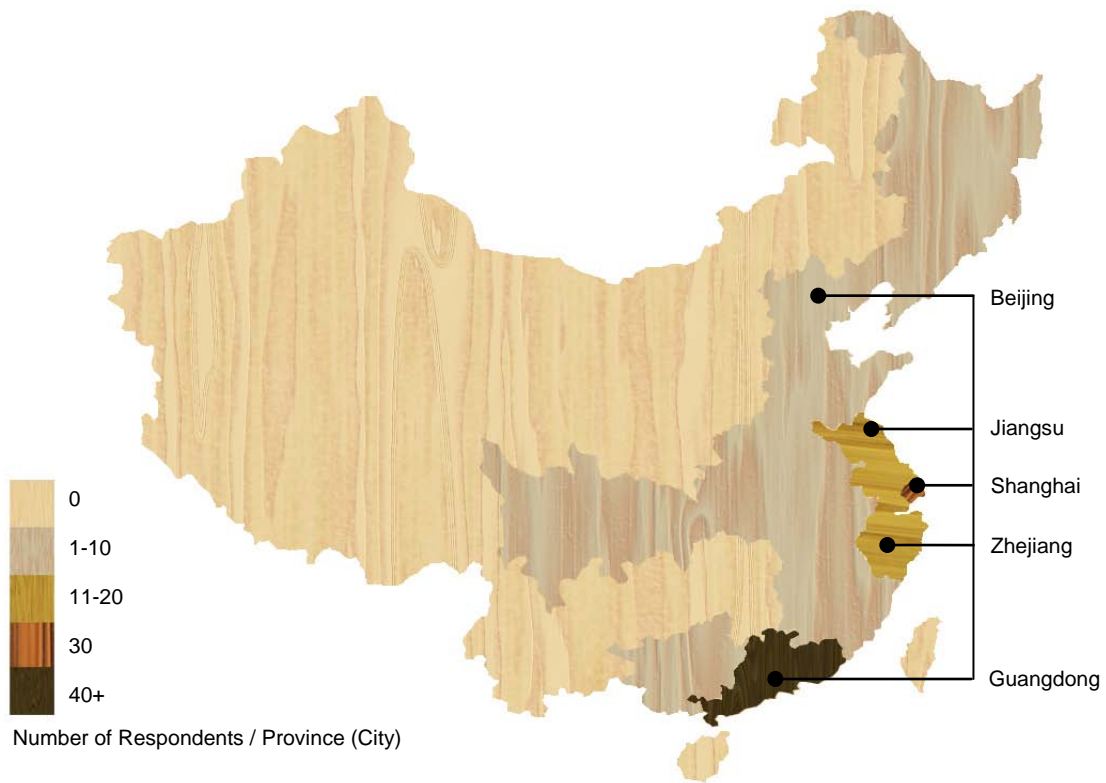 Beijing
Jiangsu
Shanghai
Zhejiang
Guangdong
0
1-10
11-20
30
40+
Number of Respondents / Province (City)